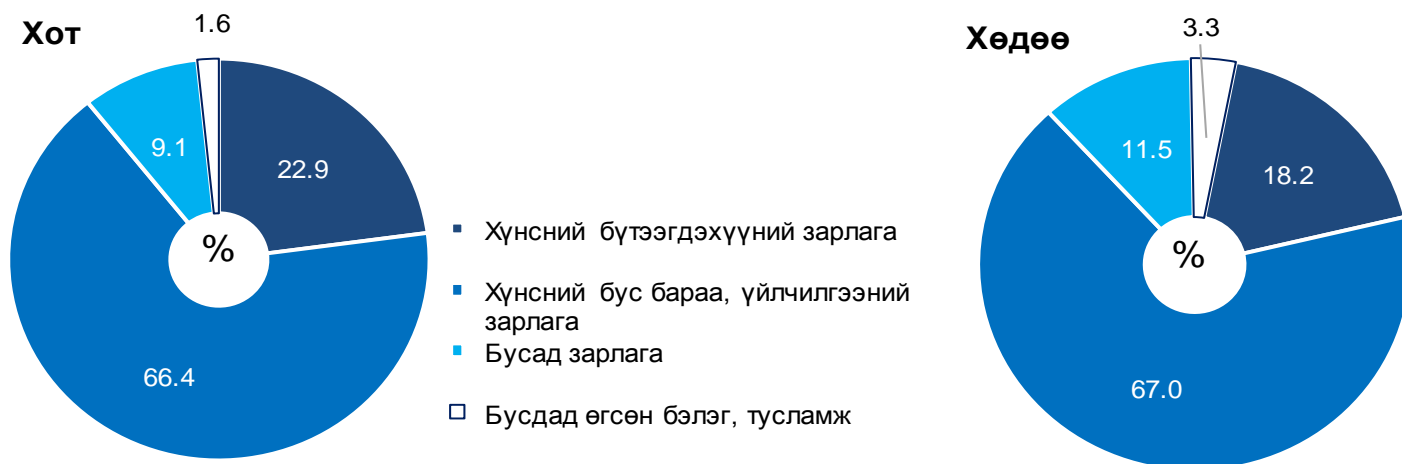 Хот
1.6
9.1
22.9
%
66.4
Хүнсний бүтээгдэхүүний зарлага
Хүнсний бус бараа, үйлчилгээний
зарлага
Бусад зарлага
Бусдад өгсөн бэлэг, тусламж
Хөдөө
3.3
11.5
18.2
%
67.0